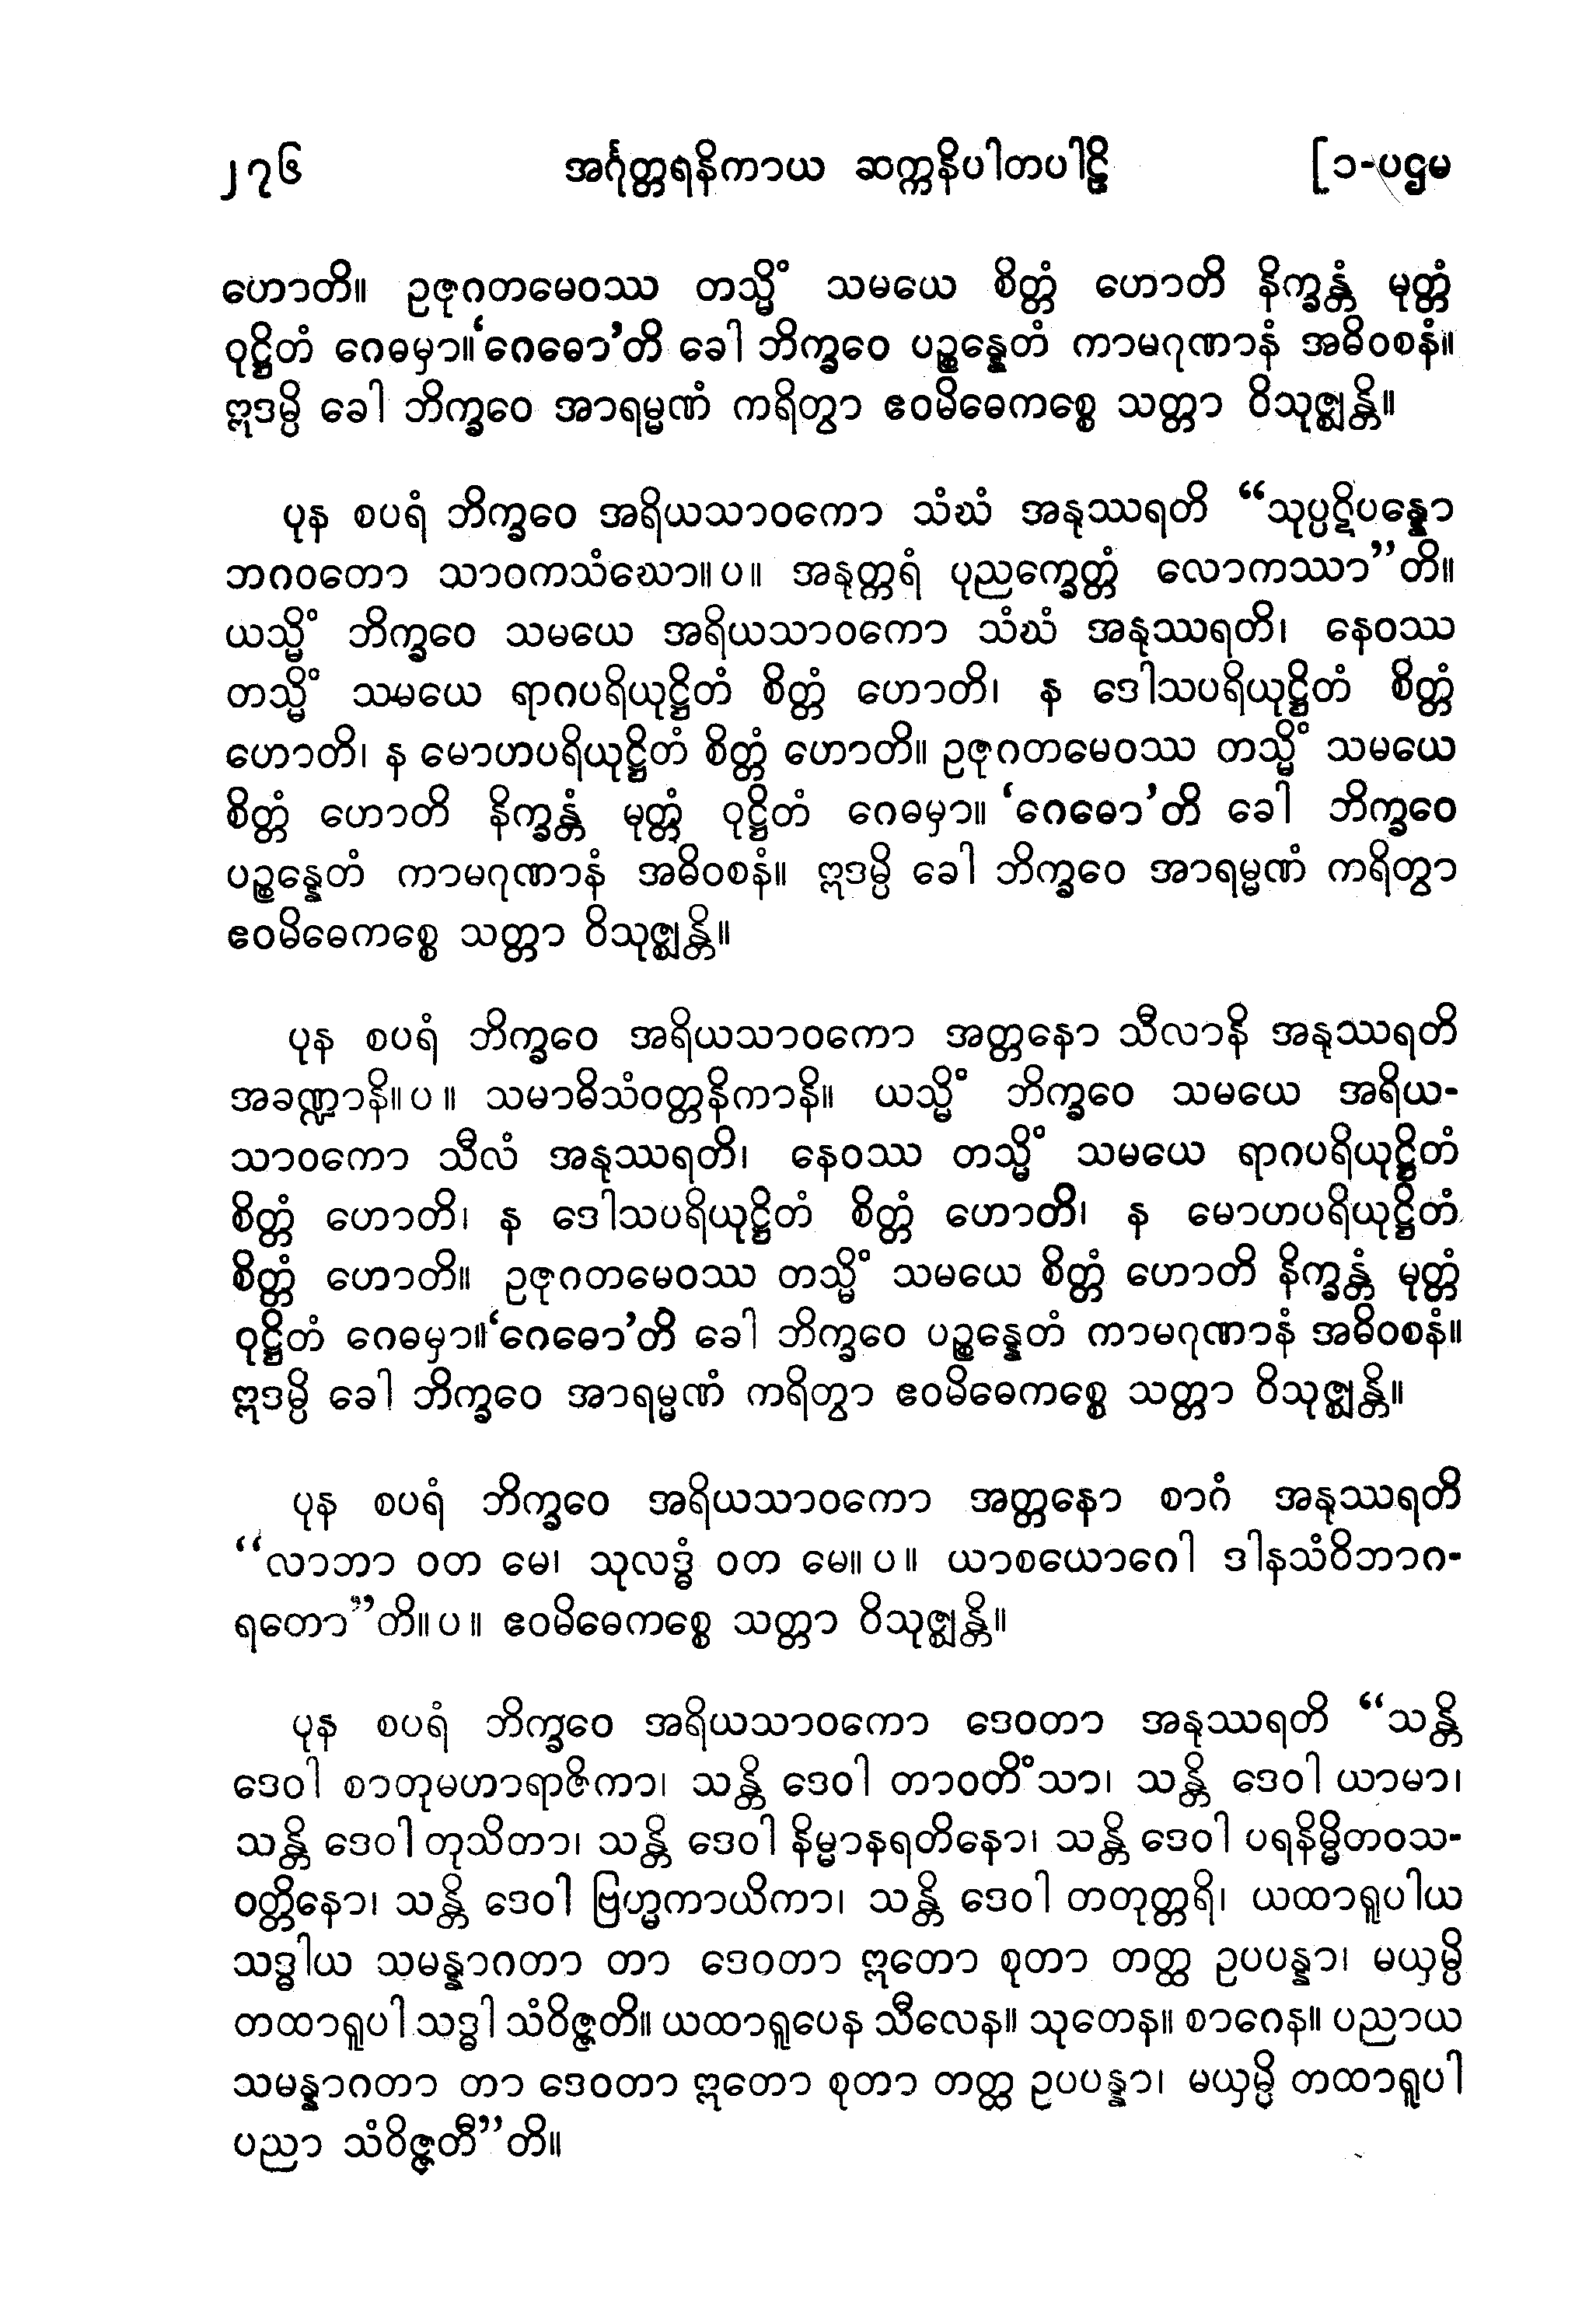 ၂၇၆ အင်္ဂုတ္တရနိကာယ ဆက္ကနိပါတပါဠိ [၁-ပဌမ
ဟောတိ။ ဥဇုဂတမေဝဿ တသ္မိံ သမယေ စိတ္တံ ဟောတိ နိက္ခန္တံ မုတ္တံ
ဝုဋ္ဌိတံ ဂေဓမှာ။ ‘ဂေဓော’တိ ခေါ ဘိက္ခဝေ ပဉ္စန္နေတံ ကာမဂုဏာနံ အဓိဝစနံ။
ဣဒမ္ပိ ခေါ ဘိက္ခဝေ အာရမ္မဏံ ကရိတွာ ဧဝမိဓေကစ္စေ သတ္တာ ဝိသုဇ္ဈန္တိ။
ပုန စပရံ ဘိက္ခဝေ အရိယသာဝကော သံဃံ အနုဿရတိ “သုပ္ပဋိပန္နော
ဘဂဝတော သာဝကသံဃော။ပ။ အနုတ္တရံ ပုညက္ခေတ္တံ လောကဿာ”တိ။
ယသ္မိံ ဘိက္ခဝေ သမယေ အရိယသာဝကော သံဃံ အနုဿရတိ၊ နေဝဿ
တသ္မိံ သမယေ ရာဂပရိယုဋ္ဌိတံ စိတ္တံ ဟောတိ၊ န ဒေါသပရိယုဋ္ဌိတံ စိတ္တံ
ဟောတိ၊ န မောဟပရိယုဋ္ဌိတံ စိတ္တံ ဟောတိ။ ဥဇုဂတမေဝဿ တသ္မိံ သမယေ
စိတ္တံ ဟောတိ နိက္ခန္တံ မုတ္တံ ဝုဋ္ဌိတံ ဂေဓမှာ။ ‘ဂေဓော’တိ ခေါ ဘိက္ခဝေ
ပဉ္စန္နေတံ ကာမဂုဏာနံ အဓိဝစနံ။ ဣဒမ္ပိ ခေါ ဘိက္ခဝေ အာရမ္မဏံ ကရိတွာ
ဧဝမိဓေကစ္စေ သတ္တာ ဝိသုဇ္ဈန္တိ။
ပုန စပရံ ဘိက္ခဝေ အရိယသာဝကော အတ္တနော သီလာနိ အနုဿရတိ
အခဏ္ဍာနိ။ပ။ သမာဓိသံဝတ္တနိကာနိ။ ယသ္မိံ ဘိက္ခဝေ သမယေ အရိယ-
သာဝကော သီလံ အနုဿရတိ၊ နေဝဿ တသ္မိံ သမယေ ရာဂပရိယုဋ္ဌိတံ
စိတ္တံ ဟောတိ၊ န ဒေါသပရိယုဋ္ဌိတံ စိတ္တံ ဟောတိ၊ န မောဟပရိယုဋ္ဌိတံ
စိတ္တံ ဟောတိ။ ဥဇုဂတမေဝဿ တသ္မိံ သမယေ စိတ္တံ ဟောတိ နိက္ခန္တံ မုတ္တံ
ဝုဋ္ဌိတံ ဂေဓမှာ။ ‘ဂေဓော’တိ ခေါ ဘိက္ခဝေ ပဉ္စန္နေတံ ကာမဂုဏာနံ အဓိဝစနံ။
ဣဒမ္ပိ ခေါ ဘိက္ခဝေ အာရမ္မဏံ ကရိတွာ ဧဝမိဓေကစ္စေ သတ္တာ ဝိသုဇ္ဈန္တိ။
ပုန စပရံ ဘိက္ခဝေ အရိယသာဝကော အတ္တနော စာဂံ အနုဿရတိ
“လာဘာ ဝတ မေ၊ သုလဒ္ဓံ ဝတ မေ။ပ။ ယာစယောဂေါ ဒါနသံဝိဘာဂ-
ရတော”တိ။ပ။ ဧဝမိဓေကစ္စေ သတ္တာ ဝိသုဇ္ဈန္တိ။
ပုန စပရံ ဘိက္ခဝေ အရိယသာဝကော ဒေဝတာ အနုဿရတိ “သန္တိ
ဒေဝါ စာတုမဟာရာဇိကာ၊ သန္တိ ဒေဝါ တာဝတိံသာ၊ သန္တိ ဒေဝါ ယာမာ၊
သန္တိ ဒေဝါ တုသိတာ၊ သန္တိ ဒေဝါ နိမ္မာနရတိနော၊ သန္တိ ဒေဝါ ပရနိမ္မိတဝသ-
ဝတ္တိနော၊ သန္တိ ဒေဝါ ဗြဟ္မကာယိကာ၊ သန္တိ ဒေဝါ တတုတ္တရိ၊ ယထာရူပါယ
သဒ္ဓါယ သမန္နာဂတာ တာ ဒေဝတာ ဣတော စုတာ တတ္ထ ဥပပန္နာ၊ မယှမ္ပိ
တထာရူပါ သဒ္ဓါ သံဝိဇ္ဇတိ။ ယထာရူပေန သီလေန။ သုတေန။ စာဂေန။ ပညာယ
သမန္နာဂတာ တာ ဒေဝတာ ဣတော စုတာ တတ္ထ ဥပပန္နာ၊ မယှမ္ပိ တထာရူပါ
ပညာ သံဝိဇ္ဇတီ”တိ။